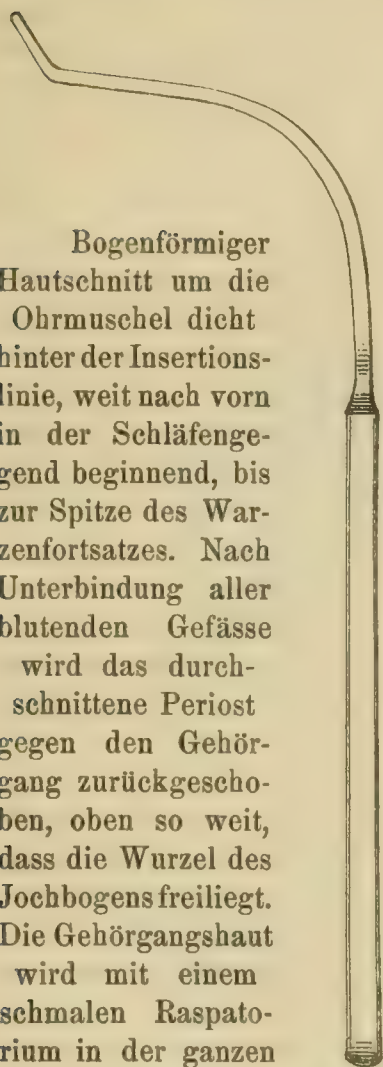 Bogenförmiger
Hautschnitt um die
Ohrmuschel dicht
hinter der Insertions-
linie, weit nach vorn
in der Schläfenge-
gend beginnend, bis
zur Spitze des War-
zenfortsatzes. Nach
Unterbindung aller
blutenden Gefässe
wird das durch-
schnittene Periost
gegen den Gehör-
gang zurückgescho-
ben, oben so weit,
dass die Wurzel des
Jochbogens freiliegt.
Die Gehörgangshaut
wird mit einem
schmalen Raspato-
rium in der ganzen